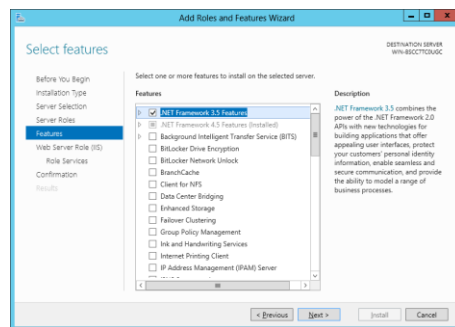 Add Roles and Features Wizard
Select features
DESTINATION SERVER
Before You Begin
Installation Type
Server Selection
Server Roles
Features
Web Server Role (IIS)
Role Services
Confirmation
Results
Select one or more features to install on the selected server.
Features
.NET Framework 3.5 Features
.NET Framework 4.5 Features (Installed)
Background Intelligent Transfer Service (BITS)
BitLocker Drive Encryption
BitLocker Network Unlock
BranchCache
Client for NFS
Data Center Bridging
Enhanced Storage
Failover Clustering
Group Policy Management
Ink and Handwriting Services
Internet Printing Client
IP Address Management (IPAM) Server
Description
.NET Framework 3.5 combines the
power of the .NET Framework 2.0
APIs with new technologies for
building applications that offer
appealing user interfaces, protect
your customers' personal identity
information, enable seamless and
secure communication, and provide
the ability to model a range of
business processes.
< Previous
Next >
Install
Cancel